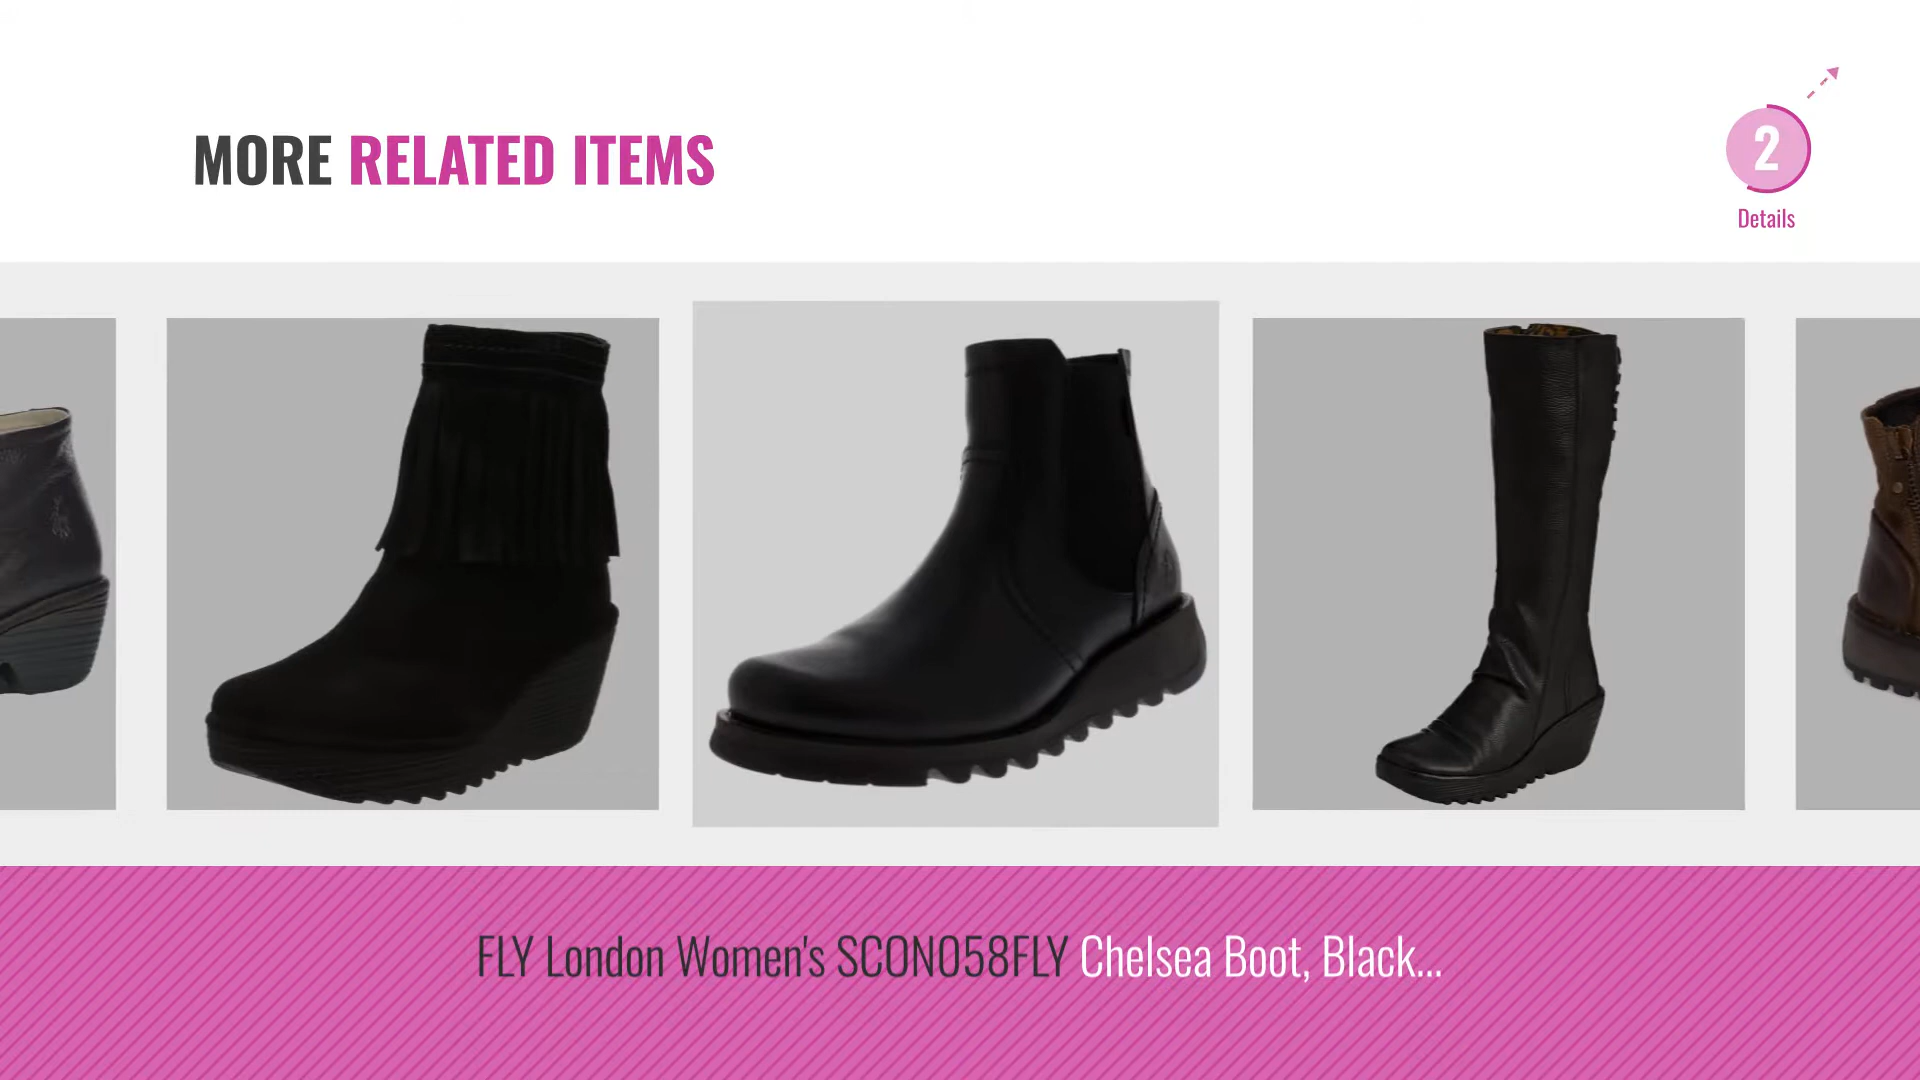 MORE RELATED ITEMS
2
Details
FLY London Women's SCON058FLY Chelsea Boot, Black...